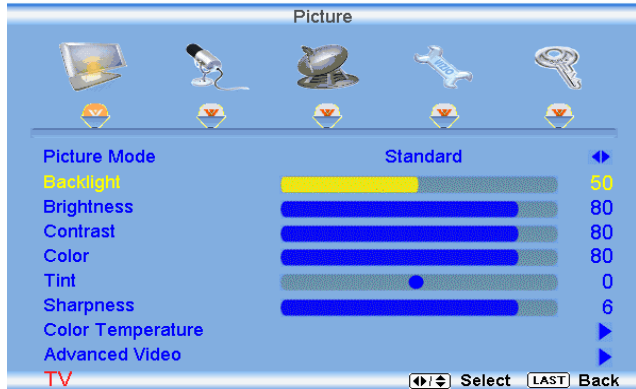 Picture
Picture Mode Standard
Backlight 50
Brightness 80
Contrast 80
Color 80
Tint 0
Sharpness 6
Color Temperature
Advanced Video
TV Select LAST Back